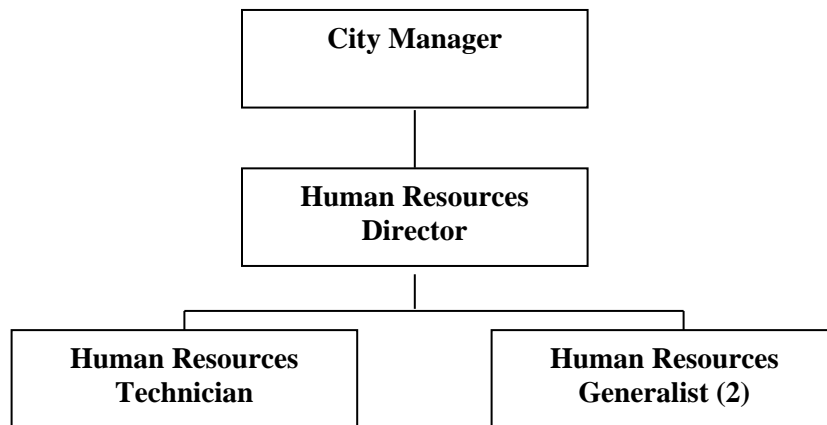 City Manager
Human Resources
Director
Human Resources
Technician
Human Resources
Generalist (2)